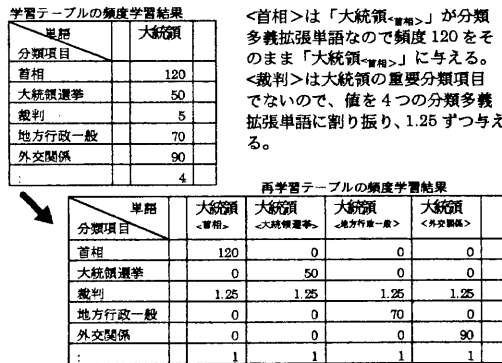 学習テーブルの頻度学習結果
単語 大統領
分類項目
首相 120
大統領選挙 50
裁判 5
地方行政一般 70
外交関係 90
: 4
<首相>は「大統領<首相>」が分類
多義拡張単語なので頻度 120 をそ
のまま「大統領<首相>」に与える。
<裁判>は大統領の重要分類項目
でないので、値を 4 つの分類多義
拡張単語に割り振り、1.25 ずつ与え
る。
再学習テーブルの頻度学習結果
単語 大統領 大統領 大統領 大統領
分類項目 <首相> <大統領選挙> <地方行政一般> <外交関係>
首相 120 0 0 0
大統領選挙 0 50 0 0
裁判 1.25 1.25 1.25 1.25
地方行政一般 0 0 70 0
外交関係 0 0 0 90
: 1 1 1 1